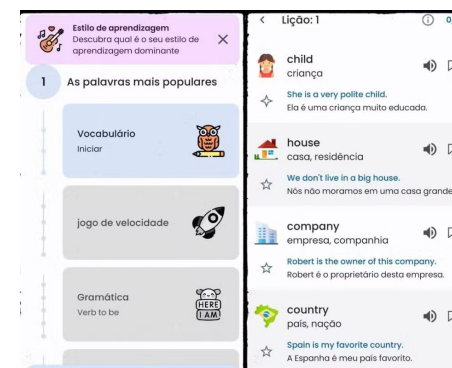 Estilo de aprendizagem
Descubra qual é o seu estilo de
aprendizagem dominante
1
As palavras mais populares
Vocabulário
Iniciar
jogo de velocidade
Gramática
Verb to be
HERE
I AM
Lição: 1
0
child
criança
She is a very polite child.
Ela é uma criança muito educada.
house
casa, residência
We don't live in a big house.
Nós não moramos em uma casa grande
company
empresa, companhia
Robert is the owner of this company.
Robert é o proprietário desta empresa.
country
país, nação
Spain is my favorite country.
A Espanha é meu país favorito.